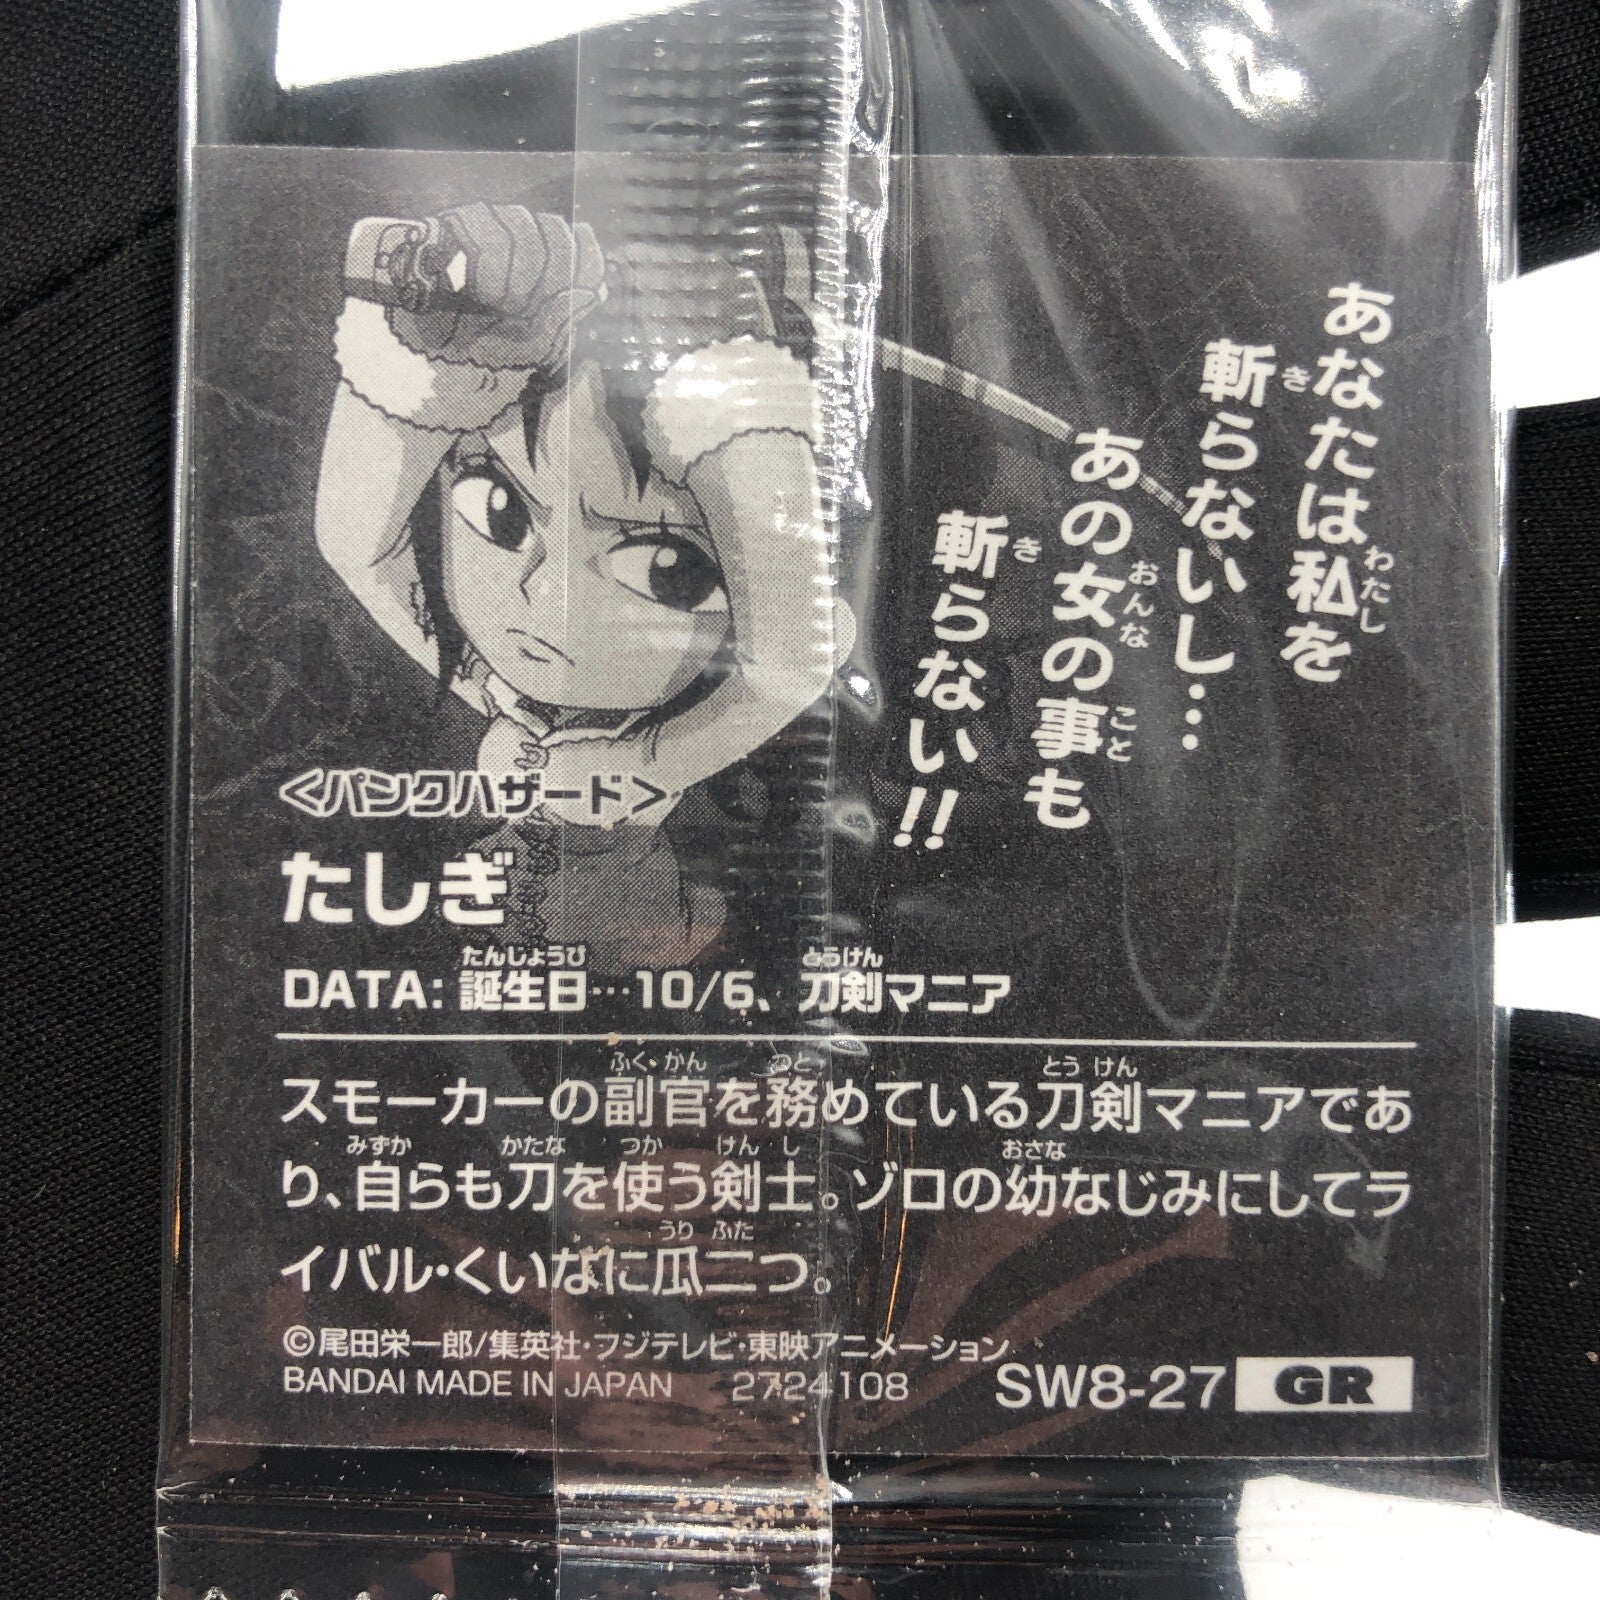 あなたは私を
斬らないし…
あの女の事も
斬らない!!
<パンクハザード>
たしぎ
DATA: 誕生日…10/6、刀剣マニア
スモーカーの副官を務めている刀剣マニアであ
り、自らも刀を使う剣士。ゾロの幼なじみにしてラ
イバル・くいなに瓜二つ。
©尾田栄一郎/集英社・フジテレビ・東映アニメーション
BANDAI MADE IN JAPAN 2724108 SW8-27 GR